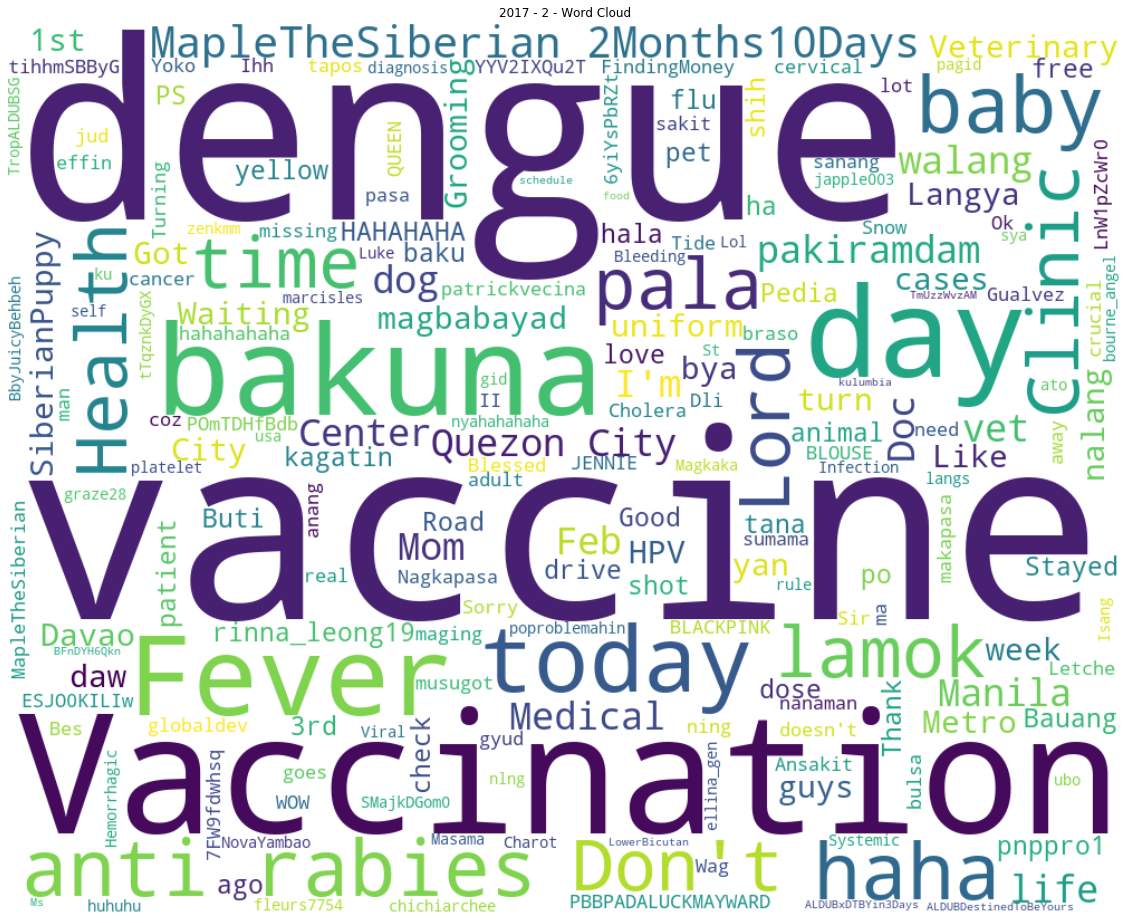 2017 - 2 - Word Cloud
1st
MapleTheSiberian 2Months10Days
Veterinary
tihhmSBByG
Yoko
Ihh
tapos
diagnosis
YYV2IXQu2T
FindingMoney
cervical
pagid
free
TropALDUBSG
PS
dengue
Grooming
flu
6yiYsPbRZt
shih
lot
baby
jud
effin
QUEEN
sakit
pet
sahang
walang
yellow
pasa
schedule
food
japple003
Langya
LnW1pZcWrO
Turning
zenkmm
missing
HAHAHAHA
hala
ha
Tide
Lol
Snow
Ok
sya
Health
Got
time
Luke
baku
Bleeding
pakiramdam
Clinic
BbyJuicyBehbeh
SiberianPuppy
ku
cancer
dog
patrickvecina
pala
cases
self
tTqznkDyGX
marcisles
Pedia
TmUzzWvzAM
Gualvez
crucial
bourne_angel
Waiting
hahahahaha
magbabayad
uniform
braso
day
bakuna
love
St
bya
Lord
kulumbia
ato
man
gid
I'm
II
Cholera
Dli
turn
nalang
coz
POmTDHfBdb
nyahahahaha
Doc
need
vet
away
City
usa
Center
Quezon City
animal
BLOUSE
Like
platelet
kagatin
Blessed
JENNIE
Magkaka
Infection
langs
adult
graze28
vaccine
anang
Buti
Road
Good
tana
sumama
MapleTheSiberian
patient
Mom
Feb
HPV
makapasa
Stayed
real
Nagkapasa
drive
shot
yan
rule
po
Sorry
Isang
Davao
rinna_leong19
maging
poproblemahin
BLACKPINK
Sir
ma
BFnDYH6Qkn
Fever
today
lamok
week
Letche
daw
musugot
dose
nanaman
ESJOOKILIw
Medical
Manila
Bes
globaldev
3rd
Viral
check
gyud
ning
doesn't
Thank
Metro
Bauang
Vaccination
Hemorrhagic
7FW9fdwhsq
goes
nlng
ellina_gen
Ansakit
guys
bulsa
ubo
WOW
SMajkDGomO
NovaYambao
Masama
Charot
LowerBicutan
Systemic
anti rabies
Don't
Wag
haha
pnppro1
ago
life
Ms
huhuhu
fleurs7754
chichiarchee
PBBPADALUCKMAYWARD
ALDUBxDTBYin3Days
ALDUBDestinedToBeYours